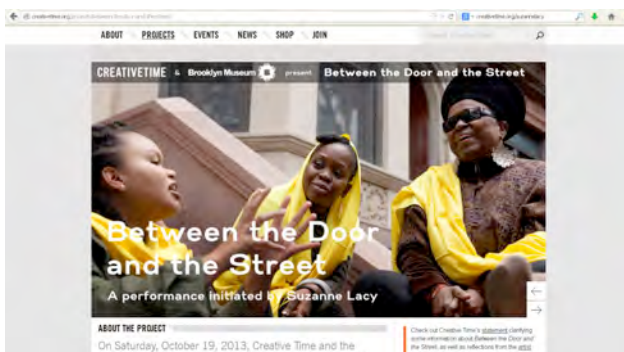 ABOUT PROJECTS EVENTS NEWS SHOP JOIN
CREATIVETIME & Brooklyn Museum present Between the Door and the Street
Between the Door
and the Street
A performance initiated by Suzanne Lacy
ABOUT THE PROJECT
On Saturday, October 19, 2013, Creative Time and the
Check out Creative Time's statement clarifying
some information about Between the Door and
the Street, as well as reflections from the artist